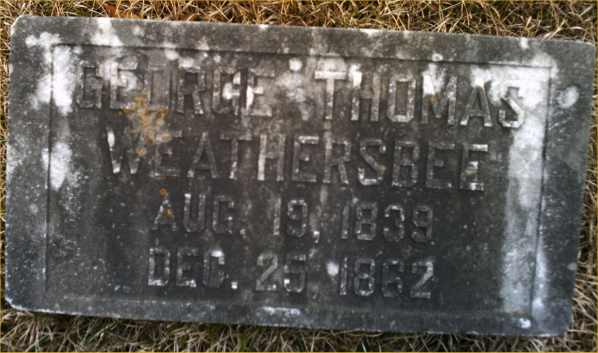 GEORGE THOMAS
WEATHERSBEE
AUG. 19, 1839
DEC. 25, 1862